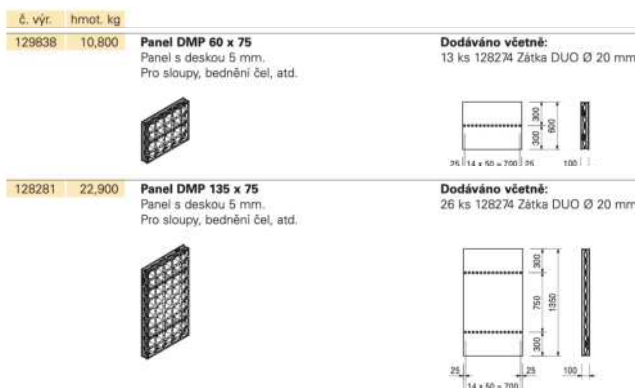 č. výr. hmot. kg
129838 10,800 Panel DMP 60 x 75 Dodáváno včetně:
Panel s deskou 5 mm. 13 ks 128274 Zátka DUO Ø 20 mm
Pro sloupy, bednění čel, atd.
300
300
600
25 14 x 50 = 700 25 100
128281 22,900 Panel DMP 135 x 75 Dodáváno včetně:
Panel s deskou 5 mm. 26 ks 128274 Zátka DUO Ø 20 mm
Pro sloupy, bednění čel, atd.
300
750
1350
300
25 25 100
14 x 50 = 700